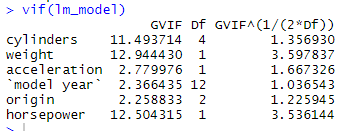 > vif(lm_model)
GVIF Df GVIF^(1/(2*Df))
cylinders 11.493714 4 1.356930
weight 12.944430 1 3.597837
acceleration 2.779976 1 1.667326
`model year` 2.366435 12 1.036543
origin 2.258833 2 1.225945
horsepower 12.504315 1 3.536144
>